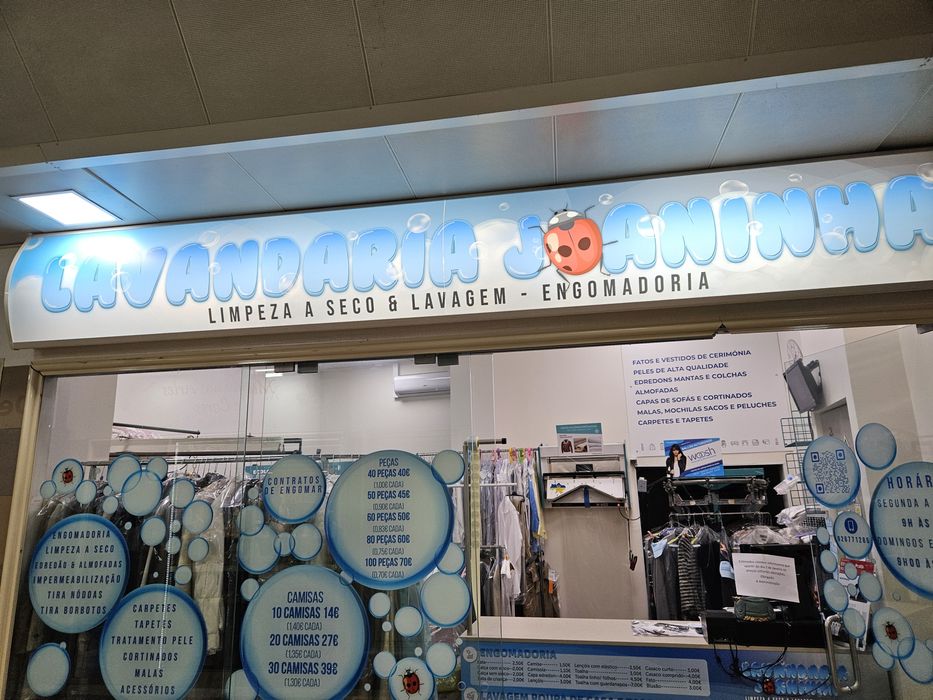 LAVANDARIA JOANINHA
LIMPEZA A SECO & LAVAGEM - ENGOMADORIA
FATOS E VESTIDOS DE CERIMÓNIA
PELES DE ALTA QUALIDADE
EDREDONS MANTAS E COLCHAS
ALMOFADAS
CAPAS DE SOFÁS E CORTINADOS
MALAS, MOCHILAS SACOS E PELUCHES
CARPETES E TAPETES
woosh
CONTRATOS
DE ENGOMAR
PEÇAS
40 PEÇAS 40€
(1,00€ CADA)
50 PEÇAS 45€
(0,90€ CADA)
60 PEÇAS 50€
(0,83€ CADA)
80 PEÇAS 60€
(0,75€ CADA)
100 PEÇAS 70€
(0,70€ CADA)
ENGOMADORIA
LIMPEZA A SECO
EDREDÃO & ALMOFADAS
IMPERMEABILIZAÇÃO
TIRA NÓDOAS
TIRA BORBOTOS
CARPETES
TAPETES
TRATAMENTO PELE
CORTINADOS
MALAS
ACESSÓRIOS
CAMISAS
10 CAMISAS 14€
(1,40€ CADA)
20 CAMISAS 27€
(1,35€ CADA)
30 CAMISAS 39€
(1,30€ CADA)
HORÁR
SEGUNDA A
9H ÀS
DOMINGOS E
9H00 ÀS
ENGOMADORIA